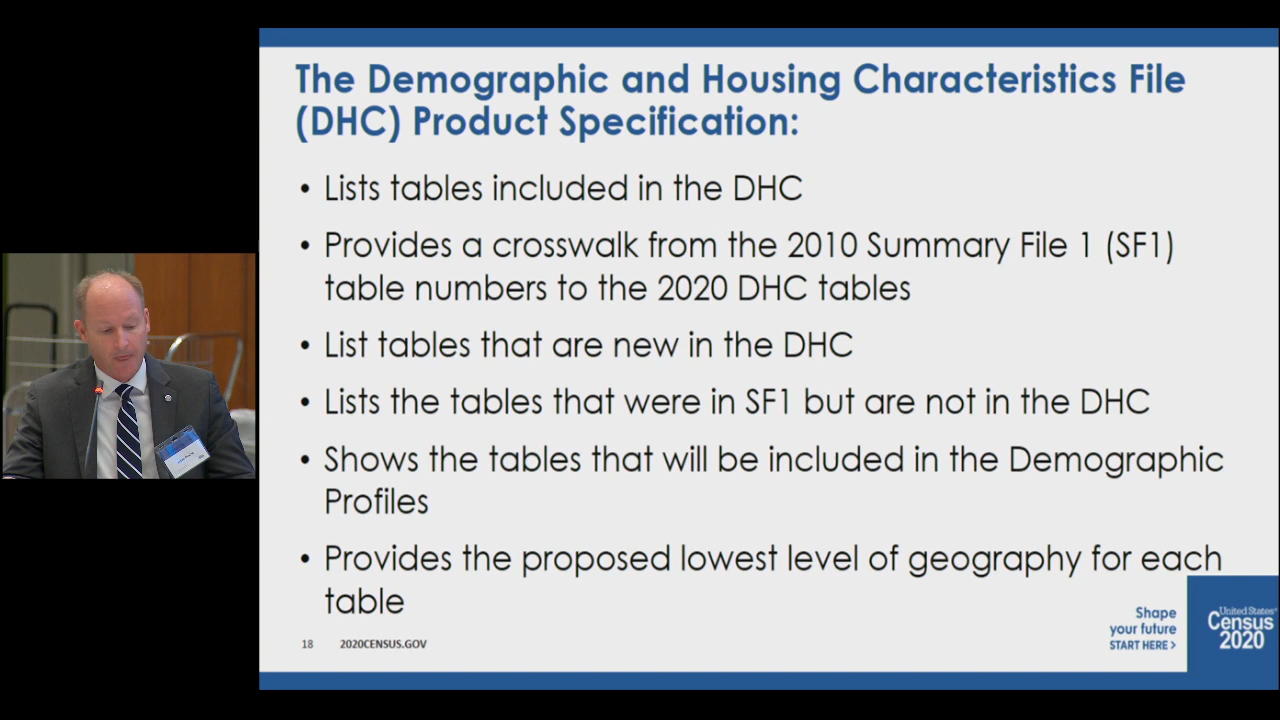 The Demographic and Housing Characteristics File
(DHC) Product Specification:
• Lists tables included in the DHC
• Provides a crosswalk from the 2010 Summary File 1 (SF1)
table numbers to the 2020 DHC tables
• List tables that are new in the DHC
• Lists the tables that were in SF1 but are not in the DHC
• Shows the tables that will be included in the Demographic
Profiles
• Provides the proposed lowest level of geography for each
table
18 2020CENSUS.GOV
Shape
your future
START HERE >
United States®
Census
2020